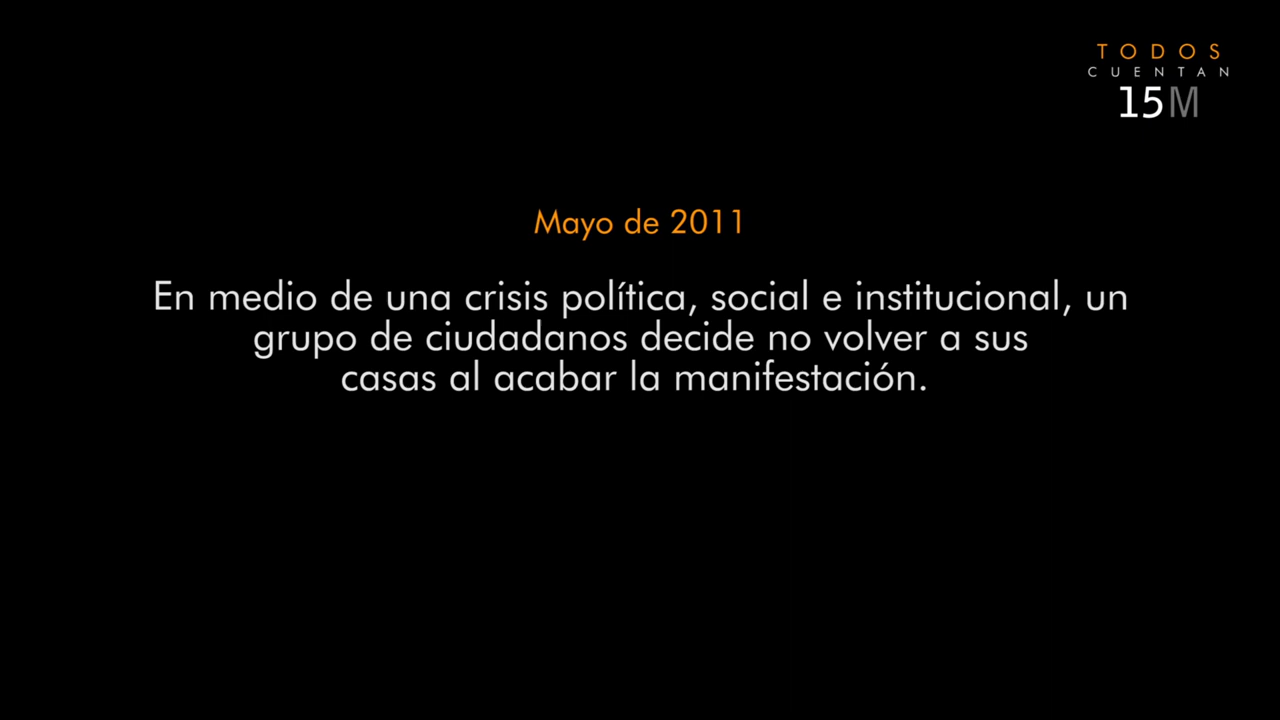 TODOS
CUENTAN
15M
Mayo de 2011
En medio de una crisis política, social e institucional, un
grupo de ciudadanos decide no volver a sus
casas al acabar la manifestación.